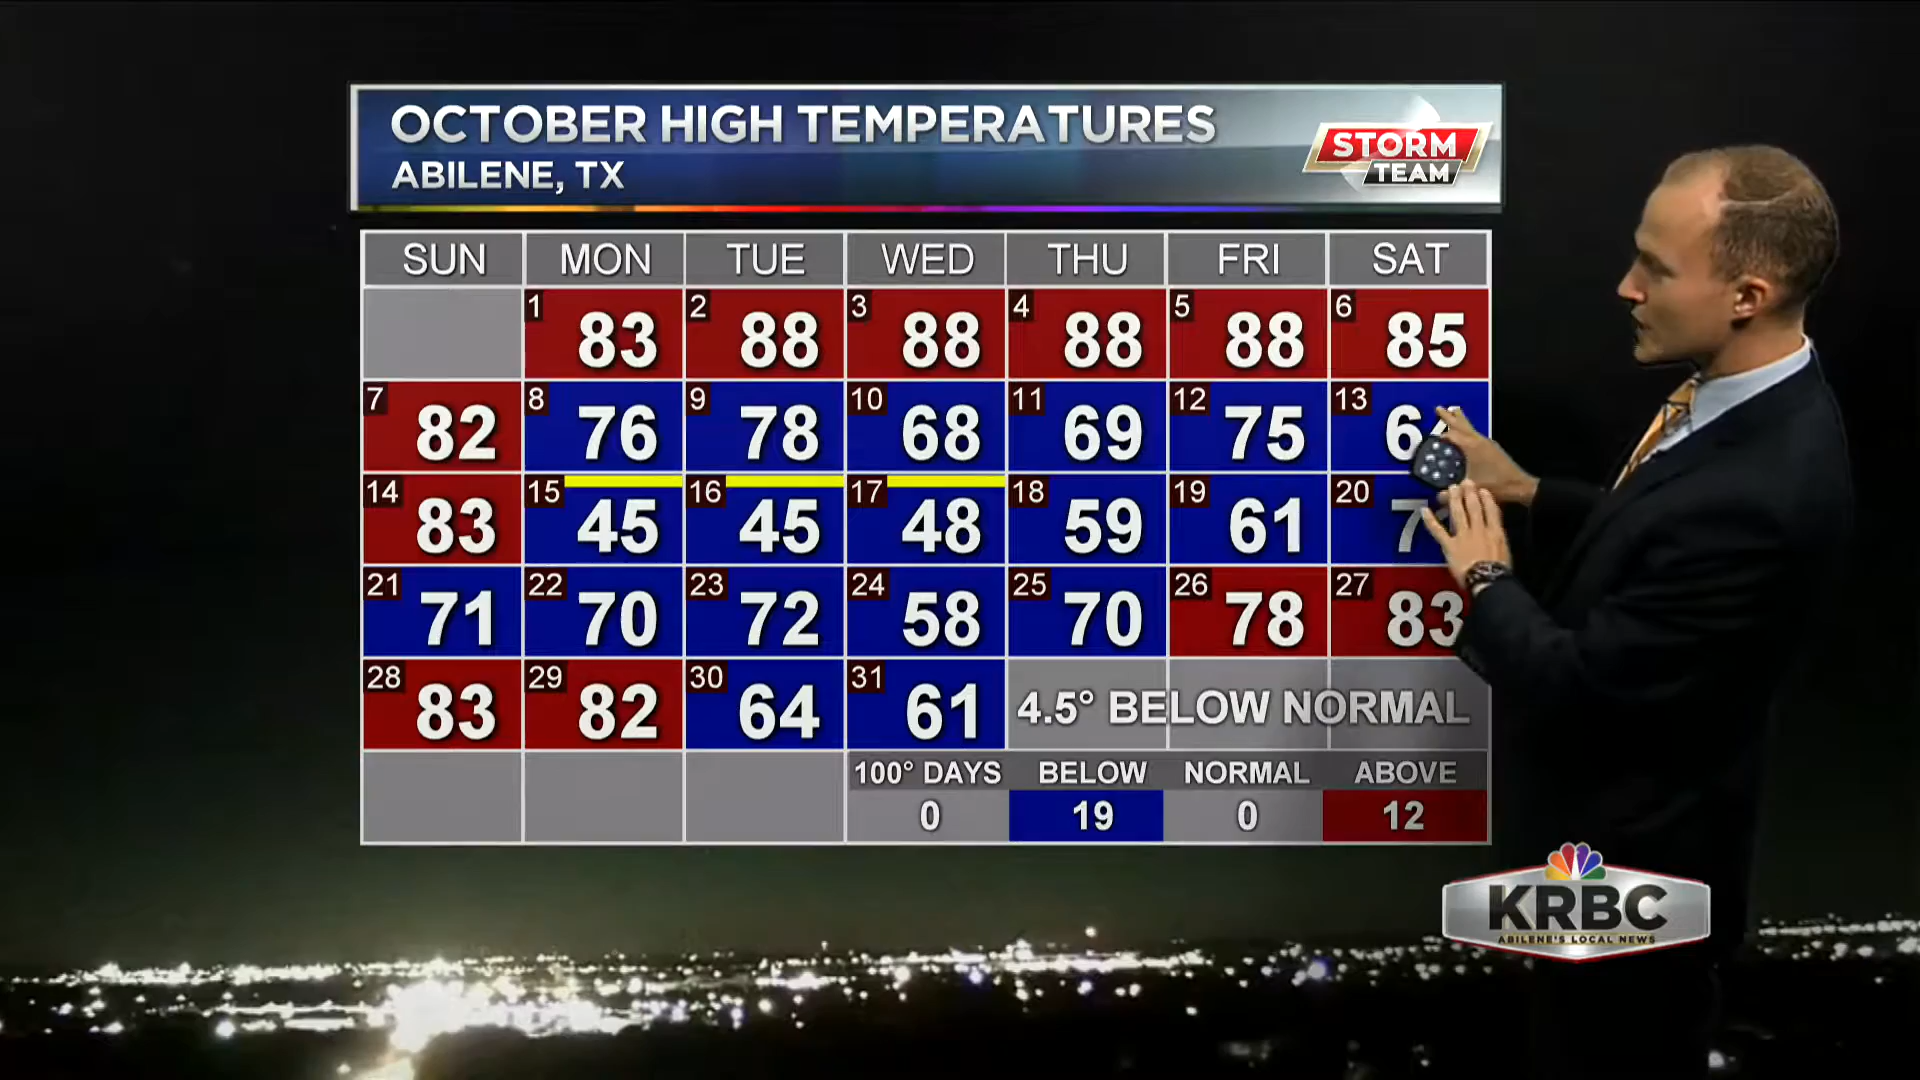 OCTOBER HIGH TEMPERATURES
ABILENE, TX
STORM
TEAM
SUN MON TUE WED THU FRI SAT
1 83 2 88 3 88 4 88 5 88 6 85
7 82 8 76 9 78 10 68 11 69 12 75 13
14 83 15 45 16 45 17 48 18 59 19 61 20
21 71 22 70 23 72 24 58 25 70 26 78 27 83
28 83 29 82 30 64 31 61 4.5° BELOW NORMAL
100° DAYS BELOW NORMAL ABOVE
0 19 0 12
KRBC
ABILENE'S LOCAL NEWS